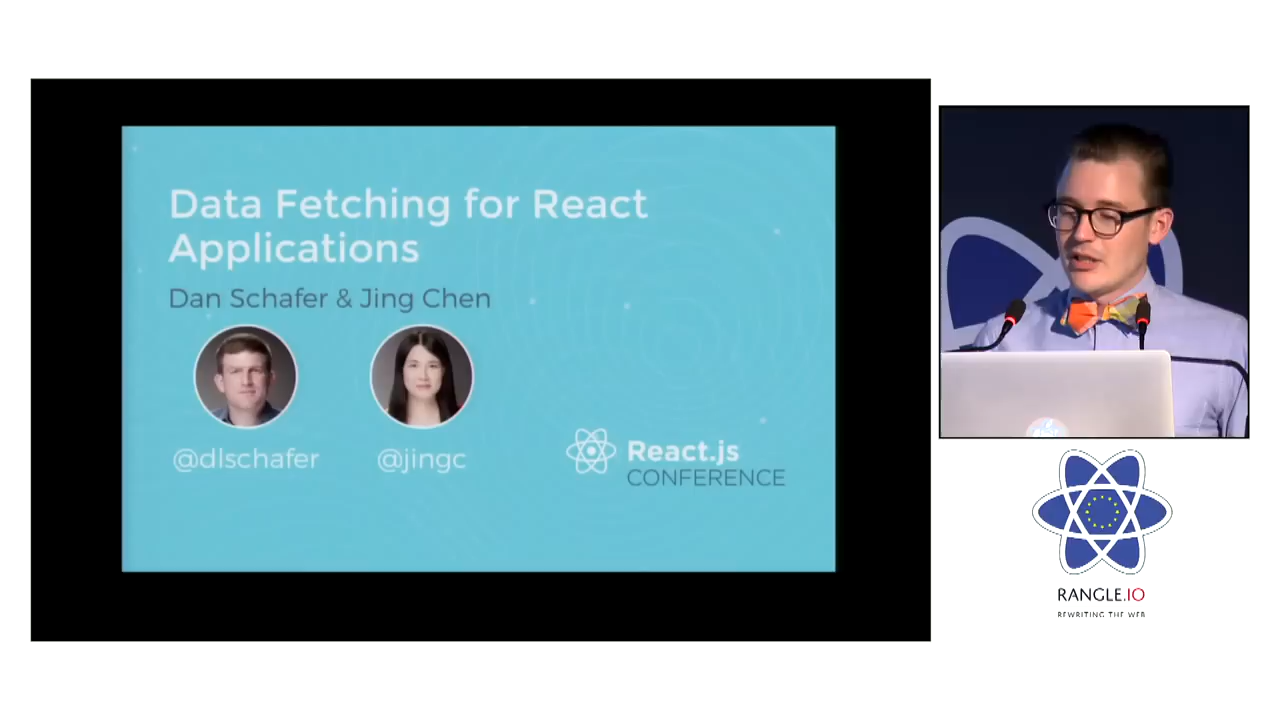 Data Fetching for React
Applications
Dan Schafer & Jing Chen
@dlschafer
@jingc
React.js
CONFERENCE
RANGLE.IO
REWRITING THE WEB